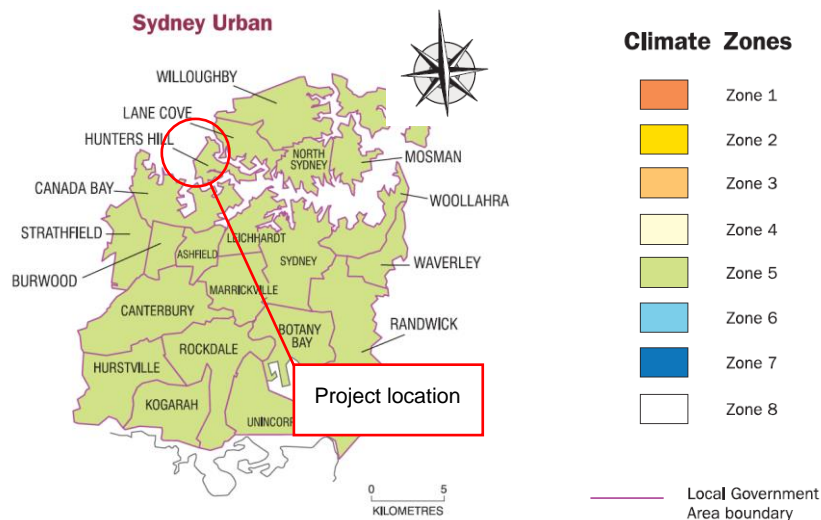 Sydney Urban
WILLOUGHBY
LANE COVE
HUNTERS HILL
NORTH
SYDNEY
MOSMAN
CANADA BAY
WOOLLAHRA
STRATHFIELD
LEICHHARDT
ASHFIELD
SYDNEY
WAVERLEY
BURWOOD
MARRICKVILLE
CANTERBURY
BOTANY
BAY
RANDWICK
ROCKDALE
HURSTVILLE
KOGARAH
Project location
0 5
KILOMETRES
Climate Zones
Zone 1
Zone 2
Zone 3
Zone 4
Zone 5
Zone 6
Zone 7
Zone 8
Local Government
Area boundary